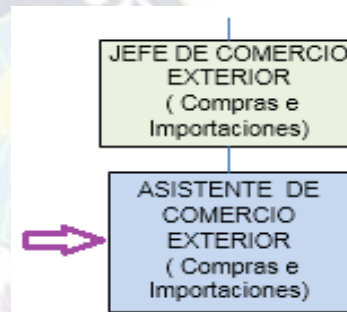 JEFE DE COMERCIO
EXTERIOR
( Compras e
Importaciones)
ASISTENTE DE
COMERCIO
EXTERIOR
( Compras e
Importaciones)